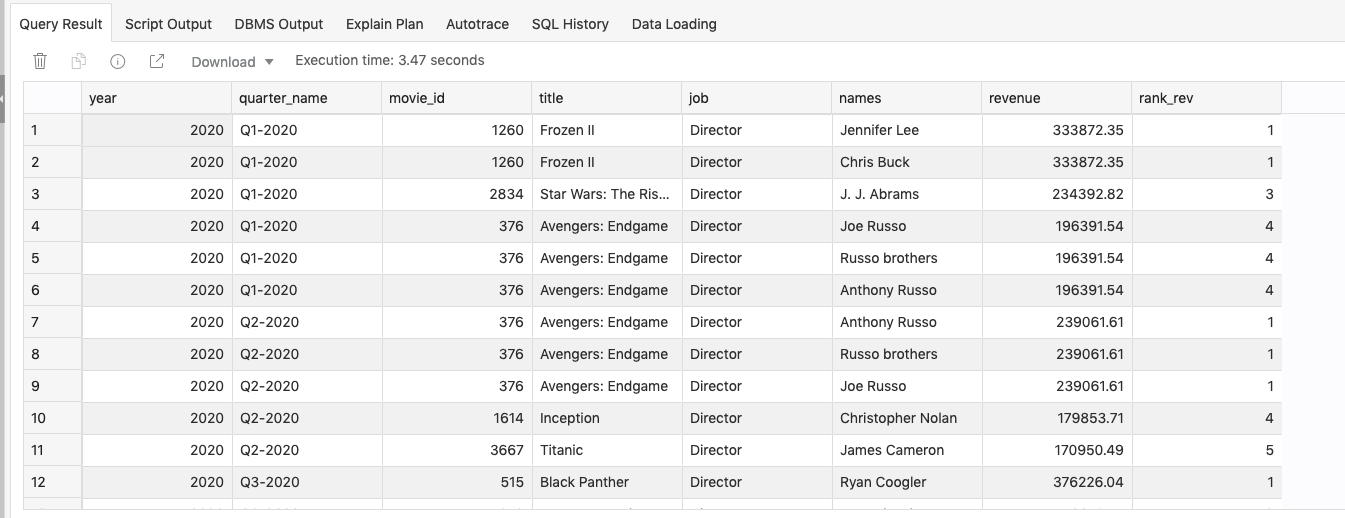 Query Result Script Output DBMS Output Explain Plan Autotrace SQL History Data Loading
Download Execution time: 3.47 seconds
year quarter_name movie_id title job names revenue rank_rev
1 2020 Q1-2020 1260 Frozen II Director Jennifer Lee 333872.35 1
2 2020 Q1-2020 1260 Frozen II Director Chris Buck 333872.35 1
3 2020 Q1-2020 2834 Star Wars: The Ris... Director J. J. Abrams 234392.82 3
4 2020 Q1-2020 376 Avengers: Endgame Director Joe Russo 196391.54 4
5 2020 Q1-2020 376 Avengers: Endgame Director Russo brothers 196391.54 4
6 2020 Q1-2020 376 Avengers: Endgame Director Anthony Russo 196391.54 4
7 2020 Q2-2020 376 Avengers: Endgame Director Anthony Russo 239061.61 1
8 2020 Q2-2020 376 Avengers: Endgame Director Russo brothers 239061.61 1
9 2020 Q2-2020 376 Avengers: Endgame Director Joe Russo 239061.61 1
10 2020 Q2-2020 1614 Inception Director Christopher Nolan 179853.71 4
11 2020 Q2-2020 3667 Titanic Director James Cameron 170950.49 5
12 2020 Q3-2020 515 Black Panther Director Ryan Coogler 376226.04 1